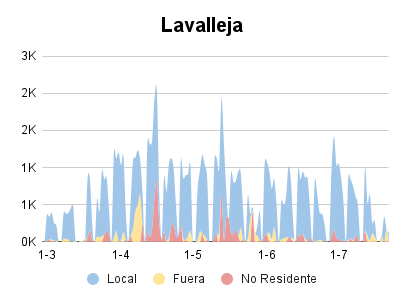 Lavalleja
3K
2K
2K
1K
1K
0K
1-3 1-4 1-5 1-6 1-7
Local Fuera No Residente